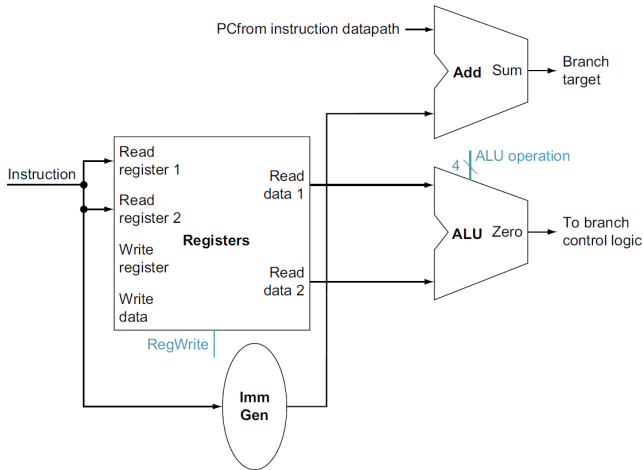 PCfrom instruction datapath
Add Sum
Branch
target
Instruction
Read
register 1
Read
register 2
Write
register
Write
data
Registers
Read
data 1
Read
data 2
RegWrite
4
ALU operation
ALU Zero
To branch
control logic
Imm
Gen